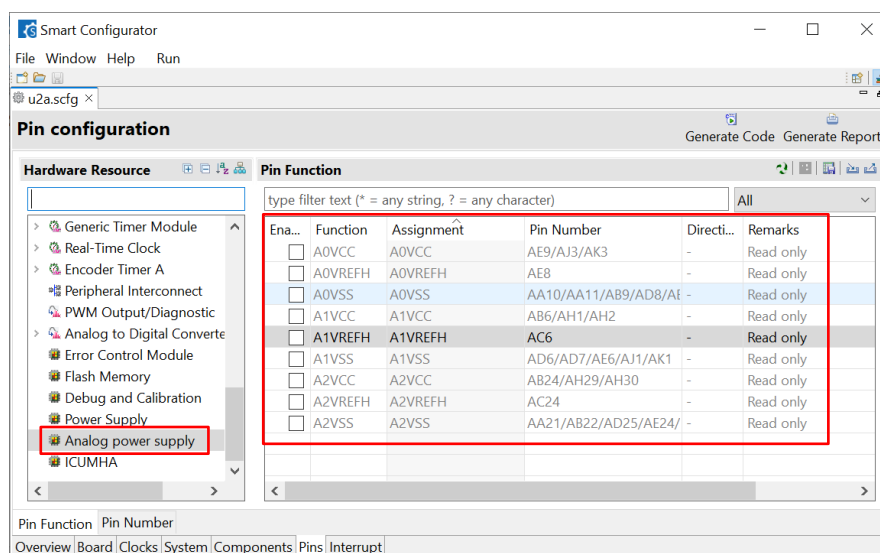 Smart Configurator
File Window Help Run
u2a.scfg
Pin configuration
Generate Code Generate Report
Hardware Resource
Pin Function
type filter text (* = any string, ? = any character) All
Generic Timer Module
Real-Time Clock
Encoder Timer A
Peripheral Interconnect
PWM Output/Diagnostic
Analog to Digital Converte
Error Control Module
Flash Memory
Debug and Calibration
Power Supply
Analog power supply
ICUMHA
Ena... Function Assignment Pin Number Directi... Remarks
A0VCC A0VCC AE9/AJ3/AK3 - Read only
A0VREFH A0VREFH AE8 - Read only
A0VSS A0VSS AA10/AA11/AB9/AD8/AE - Read only
A1VCC A1VCC AB6/AH1/AH2 - Read only
A1VREFH A1VREFH AC6 - Read only
A1VSS A1VSS AD6/AD7/AE6/AJ1/AK1 - Read only
A2VCC A2VCC AB24/AH29/AH30 - Read only
A2VREFH A2VREFH AC24 - Read only
A2VSS A2VSS AA21/AB22/AD25/AE24/ - Read only
Pin Function Pin Number
Overview Board Clocks System Components Pins Interrupt